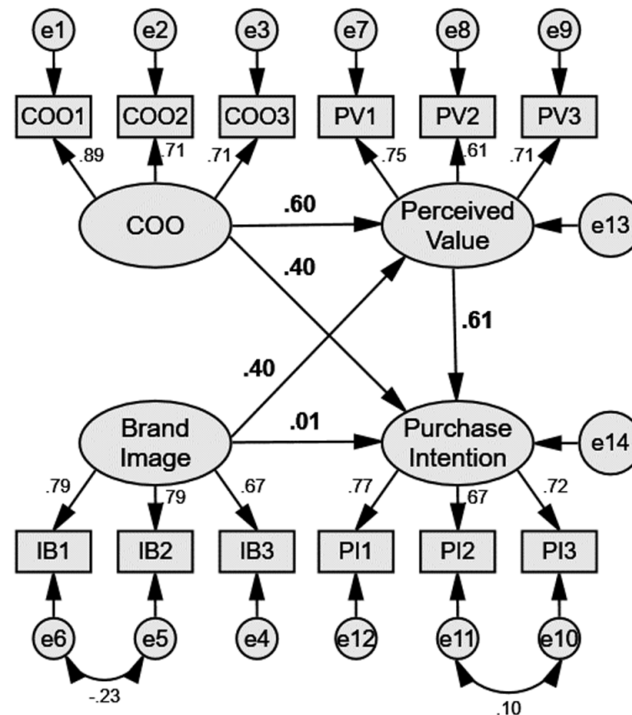 e1 e2 e3 e7 e8 e9
COO1 COO2 COO3 PV1 PV2 PV3
.89 .71 .71 .75 .61 .71
COO
.60
Perceived
Value
e13
.40
.61
.40
Brand
Image
.01
Purchase
Intention
e14
.79 .79 .67 .77 .67 .72
IB1 IB2 IB3 PI1 PI2 PI3
e6 e5 e4 e12 e11 e10
-.23 .10